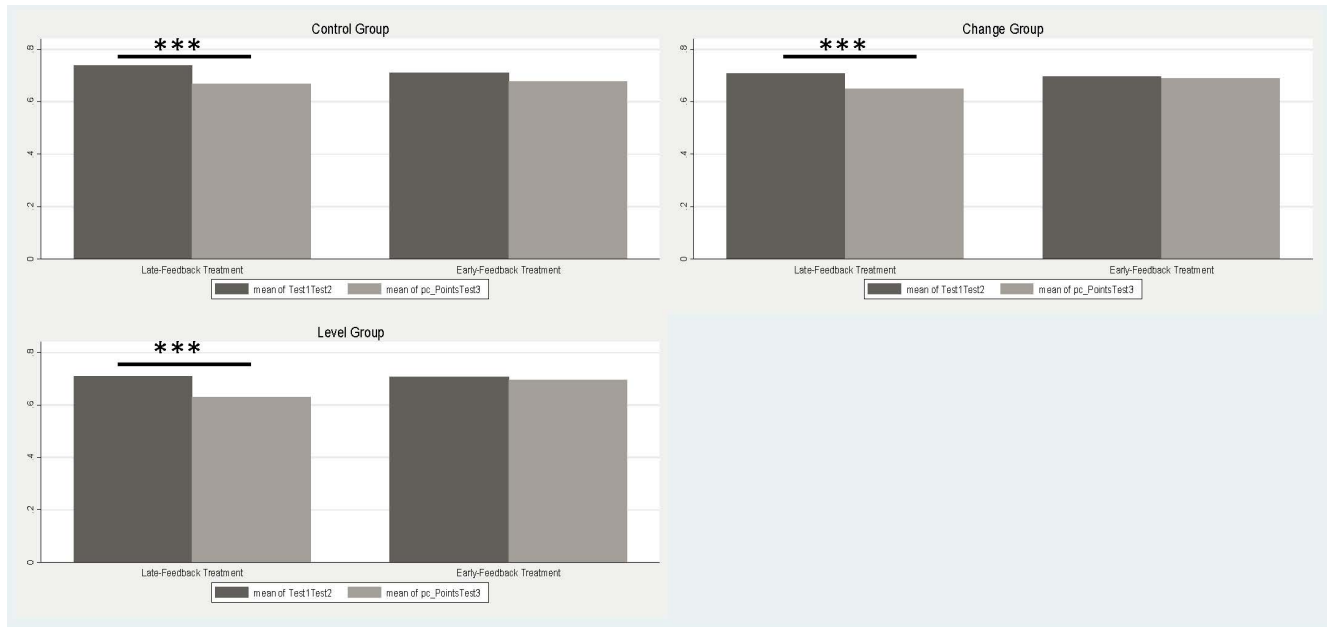 Control Group
***
.8
.6
.4
.2
0
Late-Feedback Treatment Early-Feedback Treatment
mean of Test1Test2 mean of pc_PointsTest3
Change Group
***
.8
.6
.4
.2
0
Late-Feedback Treatment Early-Feedback Treatment
mean of Test1Test2 mean of pc_PointsTest3
Level Group
***
.8
.6
.4
.2
0
Late-Feedback Treatment Early-Feedback Treatment
mean of Test1Test2 mean of pc_PointsTest3